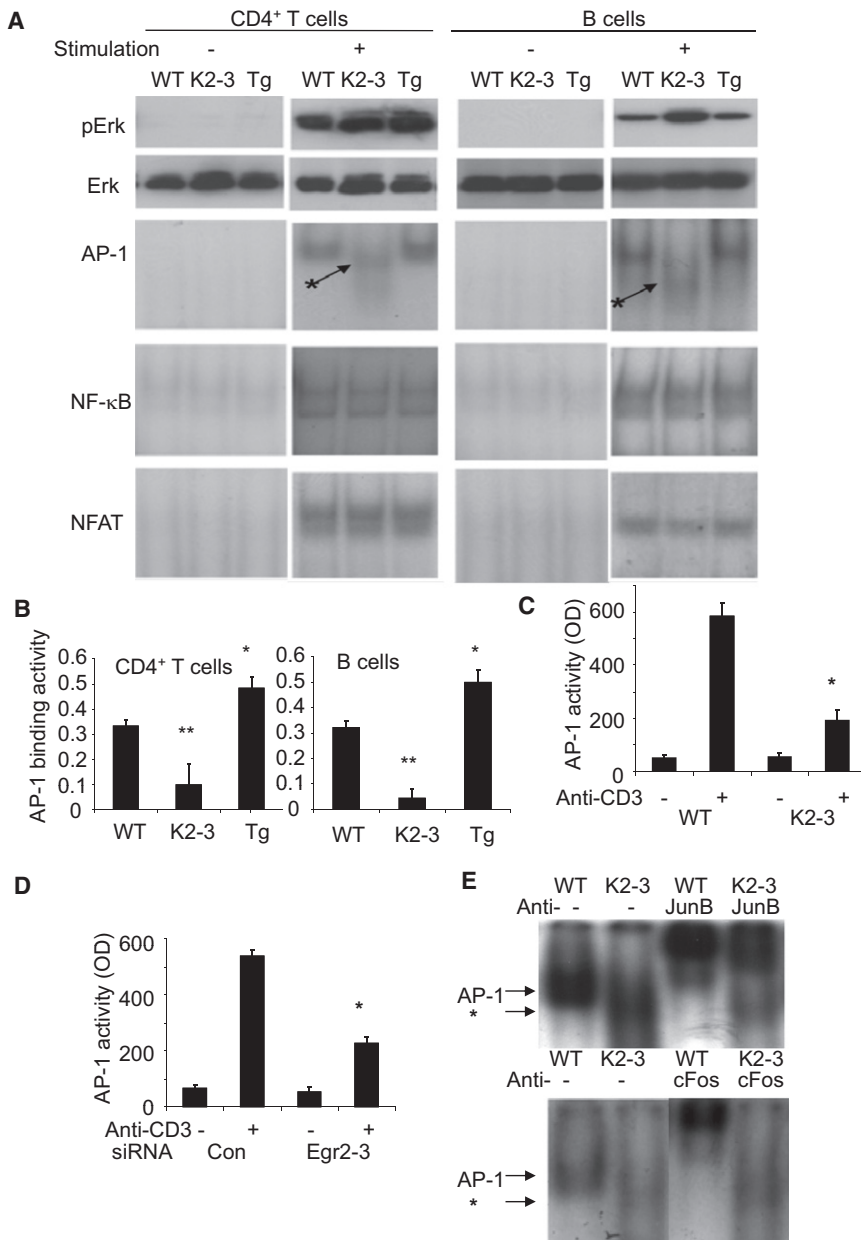 A
CD4⁺ T cells B cells
Stimulation - + - +
WT K2-3 Tg WT K2-3 Tg WT K2-3 Tg WT K2-3 Tg
pErk
Erk
AP-1
*
*
NF-κB
NFAT
B
AP-1 binding activity
0.6
0.5
0.4
0.3
0.2
0.1
0
CD4⁺ T cells
**
*
WT K2-3 Tg
0.6
0.5
0.4
0.3
0.2
0.1
0
B cells
**
*
WT K2-3 Tg
C
AP-1 activity (OD)
600
400
200
0
*
Anti-CD3 - + - +
WT K2-3
D
AP-1 activity (OD)
600
400
200
0
*
Anti-CD3 - + - +
siRNA Con Egr2-3
E
WT K2-3 WT K2-3
Anti- - - JunB JunB
AP-1
*
WT K2-3 WT K2-3
Anti- - - cFos cFos
AP-1
*